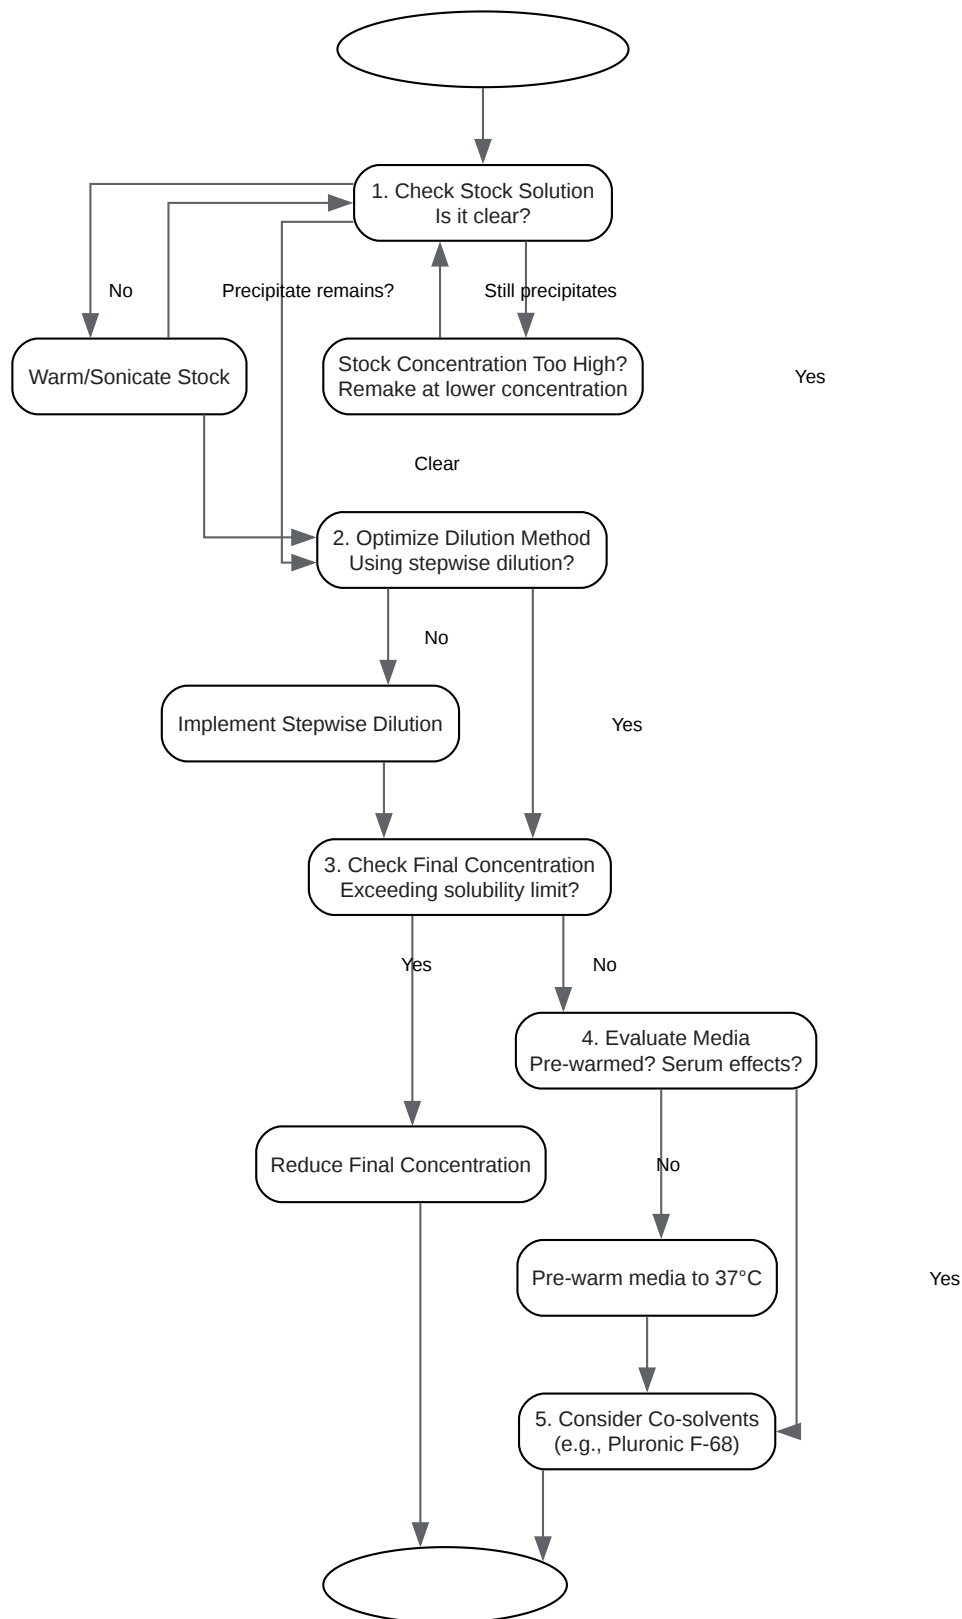 1. Check Stock Solution
Is it clear?
No
Precipitate remains?
Still precipitates
Warm/Sonicate Stock
Stock Concentration Too High?
Remake at lower concentration
Yes
Clear
2. Optimize Dilution Method
Using stepwise dilution?
No
Implement Stepwise Dilution
Yes
3. Check Final Concentration
Exceeding solubility limit?
Yes
No
4. Evaluate Media
Pre-warmed? Serum effects?
No
Reduce Final Concentration
Pre-warm media to 37°C
Yes
5. Consider Co-solvents
(e.g., Pluronic F-68)